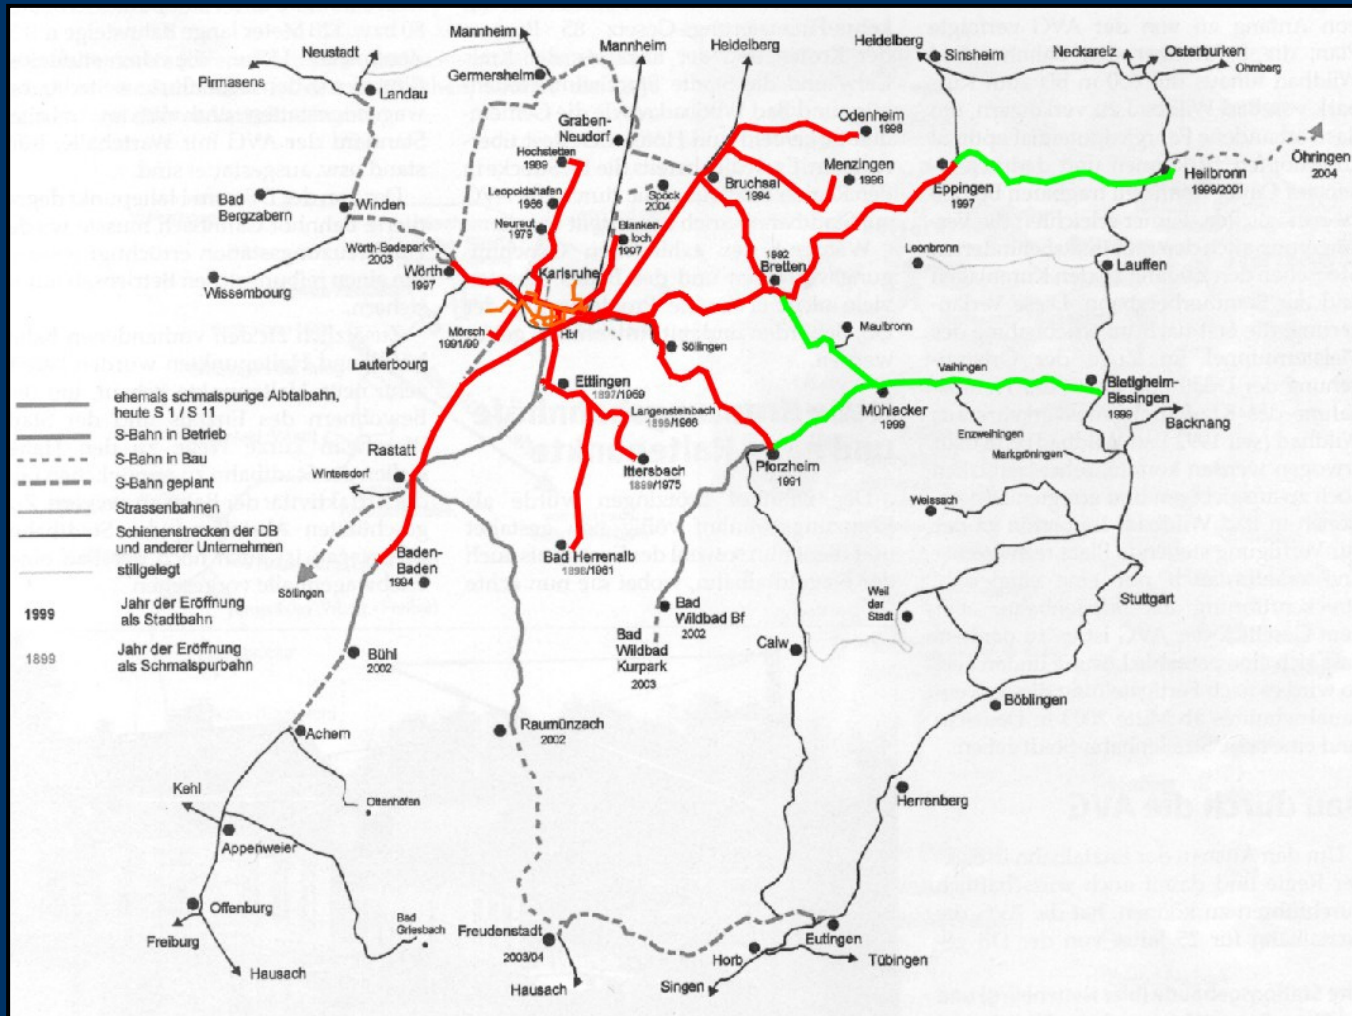 Mannheim
Neustadt
Pirmasens
Landau
Germersheim
Mannheim
Heidelberg
Heidelberg
Sinsheim
Neckarelz
Osterburken
Graben-
Neudorf
Odenheim
1998
Hochstetten
1989
Menzingen
1996
Öhringen
2004
Leopoldshafen
1986
Spöck
2004
Bruchsal
1994
Eppingen
1997
Heilbronn
1999/2001
Bad
Bergzabern
Winden
Neureut
1979
Blanken-
loch
1997
Wörth-Badepark
2003
1992
Bretten
Leonbronn
Lauffen
Wissembourg
Wörth
1997
Karlsruhe
Mörsch
1991/99
Hbf
Söllingen
Maulbronn
Lauterbourg
Vaihingen
Ettlingen
1897/1969
Mühlacker
1999
Bietigheim-
Bissingen
1999
Backnang
Langensteinbach
1899/1966
Enzweihingen
Markgröningen
ehemals schmalspurige Albtalbahn,
heute S 1 / S 11
S-Bahn in Betrieb
S-Bahn in Bau
S-Bahn geplant
Strassenbahnen
Schienenstrecken der DB
und anderer Unternehmen
stillgelegt
1999
Jahr der Eröffnung
als Stadtbahn
1899
Jahr der Eröffnung
als Schmalspurbahn
Rastatt
Wintersdorf
Ittersbach
1899/1975
Pforzheim
1991
Weissach
Baden-
Baden
1994
Bad Herrenalb
1898/1961
Söllingen
Bad
Wildbad Bf
2002
Weil
der
Stadt
Stuttgart
Bühl
2002
Bad
Wildbad
Kurpark
2003
Calw
Böblingen
Raumünzach
2002
Achern
Kehl
Ottenhöfen
Herrenberg
Appenweier
Offenburg
Bad
Griesbach
Freiburg
Hausach
Freudenstadt
2003/04
Hausach
Eutingen
Horb
Tübingen
Singen